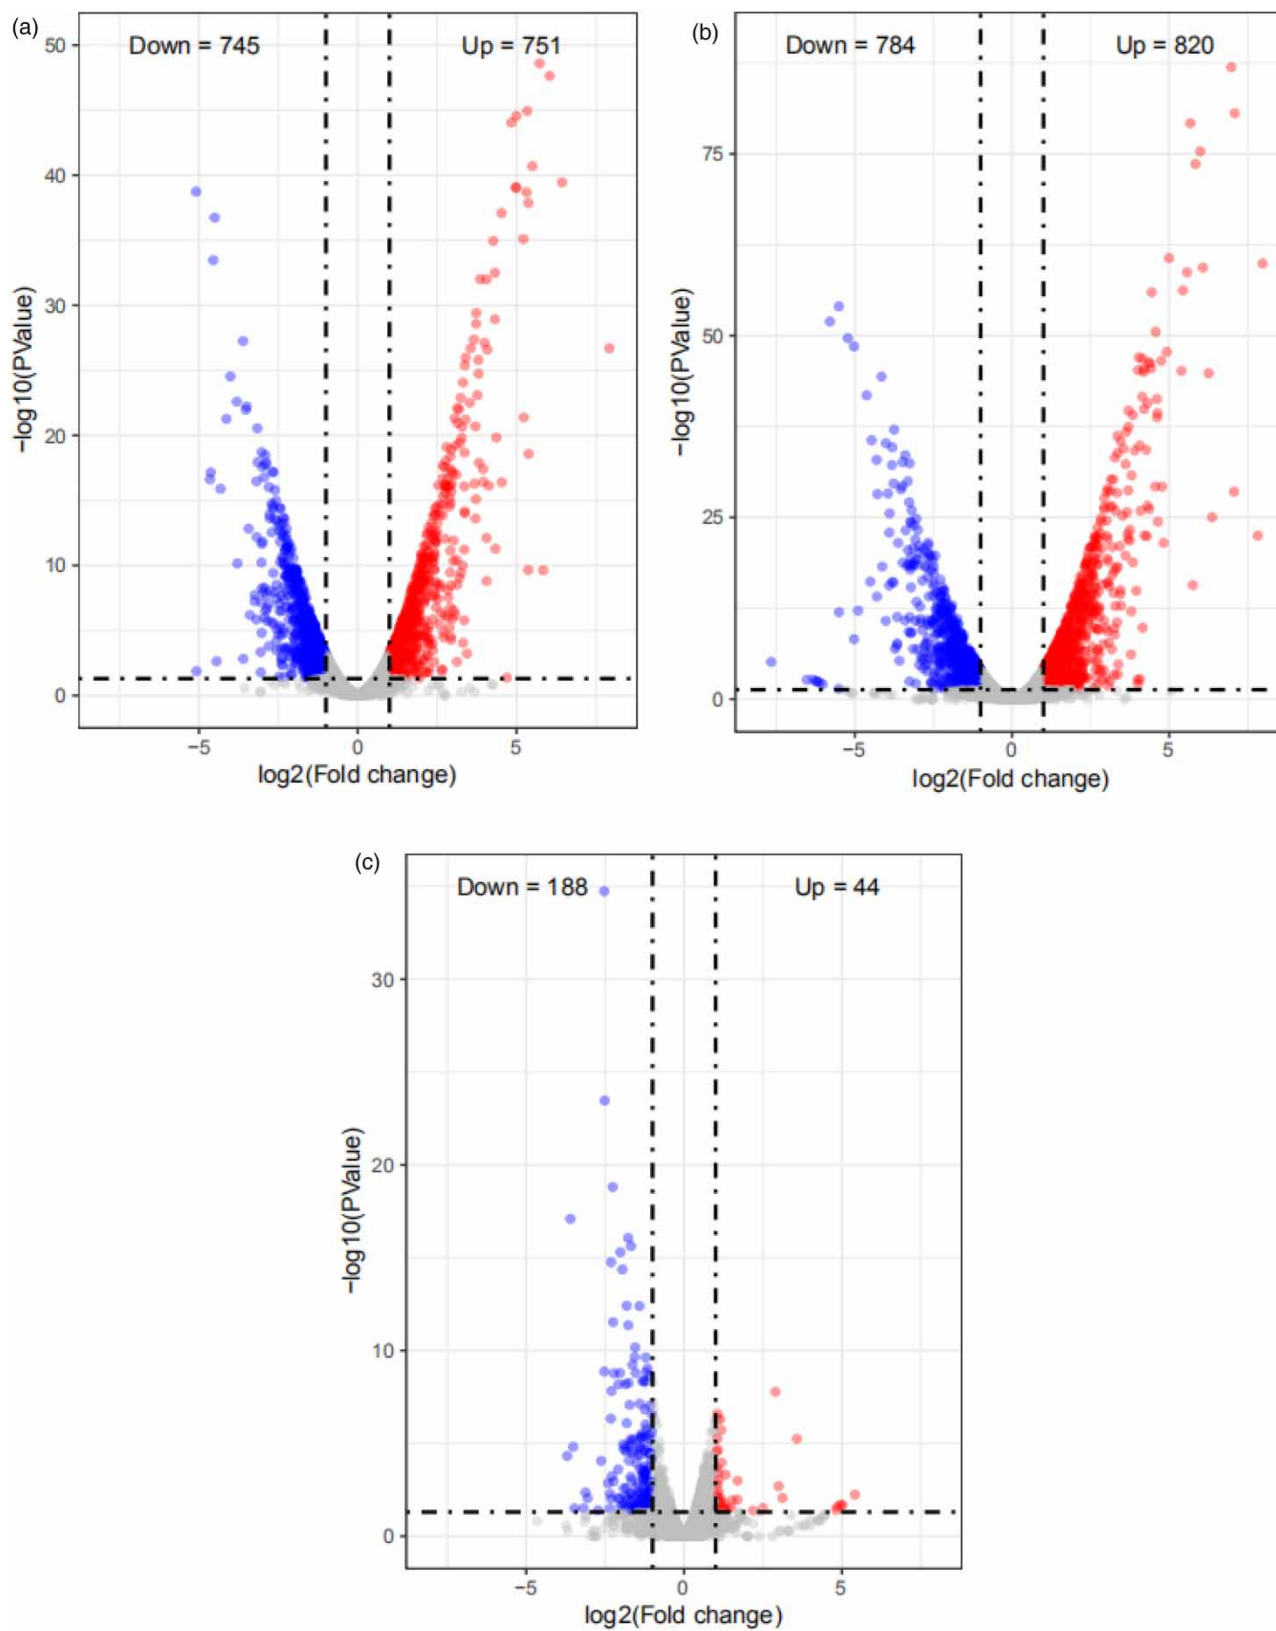 (a)
Down = 745
Up = 751
50
40
30
20
10
0
−log10(PValue)
−5
0
5
log2(Fold change)
(b)
Down = 784
Up = 820
75
50
25
0
−log10(PValue)
−5
0
5
log2(Fold change)
(c)
Down = 188
Up = 44
30
20
10
0
−log10(PValue)
−5
0
5
log2(Fold change)